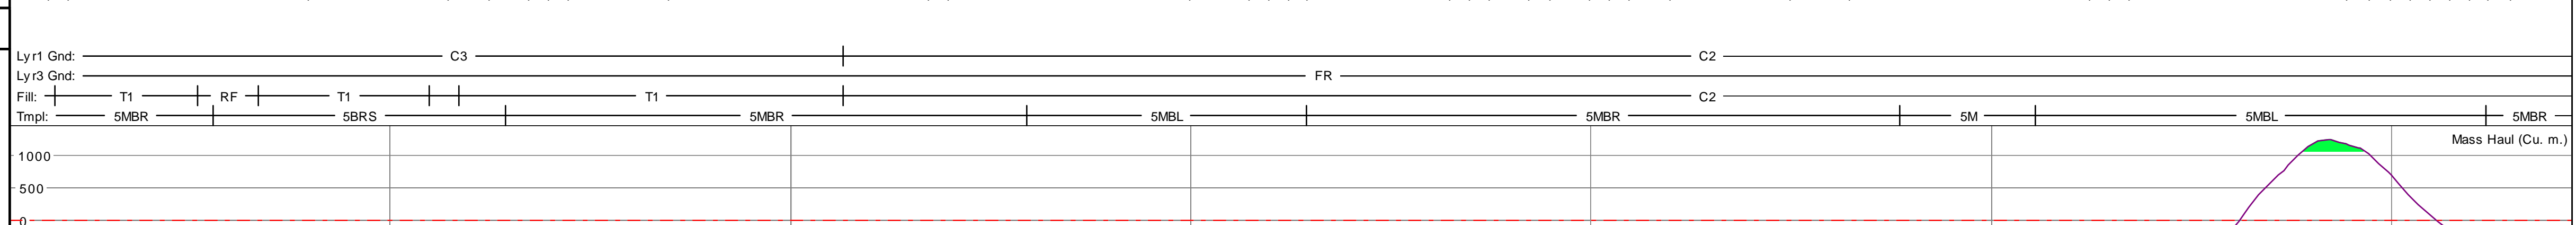 Lyr1 Gnd: C3 C2
Lyr3 Gnd: FR
Fill: T1 RF T1 T1 C2
Tmpl: 5MBR 5BRS 5MBR 5MBL 5MBR 5M 5MBL 5MBR
Mass Haul (Cu. m.)
1000
500
0